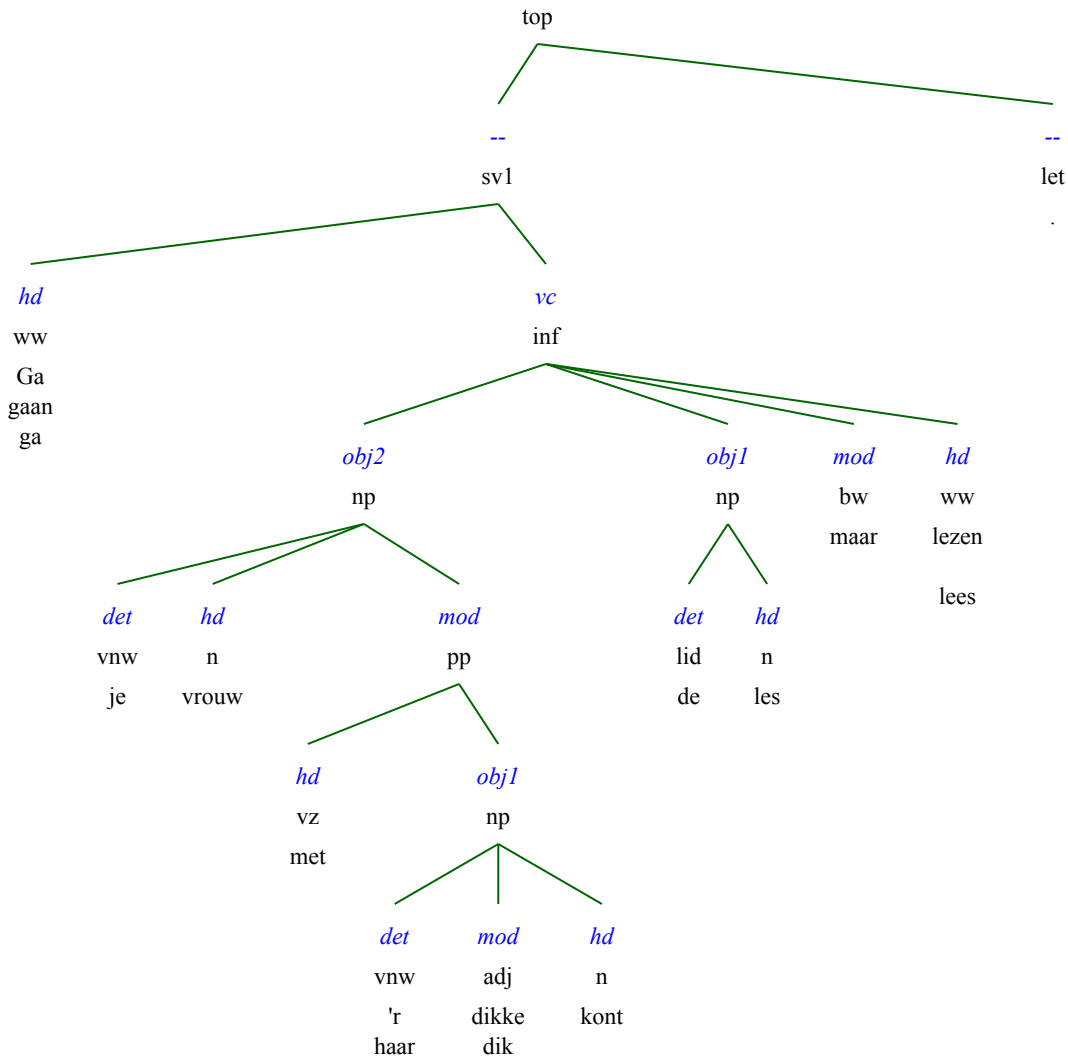 top
-- --
sv1 let
.
hd vc
ww inf
Ga
gaan
ga
obj2 obj1 mod hd
np np bw ww
maar lezen
lees
det hd mod det hd
vnw n pp lid n
je vrouw de les
hd obj1
vz np
met
det mod hd
vnw adj n
'r dikke kont
haar dik